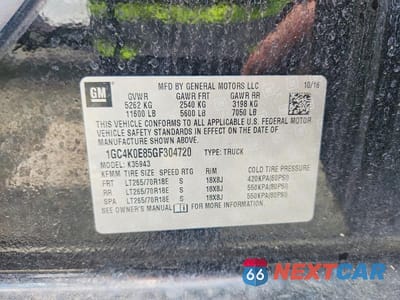 GM
MFD BY GENERAL MOTORS LLC
10/16
GVWR GAWR FRT GAWR RR
5262 KG 2540 KG 3198 KG
11600 LB 5600 LB 7050 LB
THIS VEHICLE CONFORMS TO ALL APPLICABLE U.S. FEDERAL MOTOR
VEHICLE SAFETY STANDARDS IN EFFECT ON THE DATE OF
MANUFACTURE SHOWN ABOVE.
1GC4K0E85GF304720 TYPE: TRUCK
MODEL: K35943
KFMM TIRE SIZE SPEED RTG RIM COLD TIRE PRESSURE
FRT LT265/70R18E S 18X8J 420KPA(60PSI)
RR LT265/70R18E S 18X8J 550KPA(80PSI)
SPA LT265/70R18E S 18X8J 550KPA(80PSI)
SEE OWNER'S MANUAL FOR MORE INFORMATION.
66 NEXTCAR